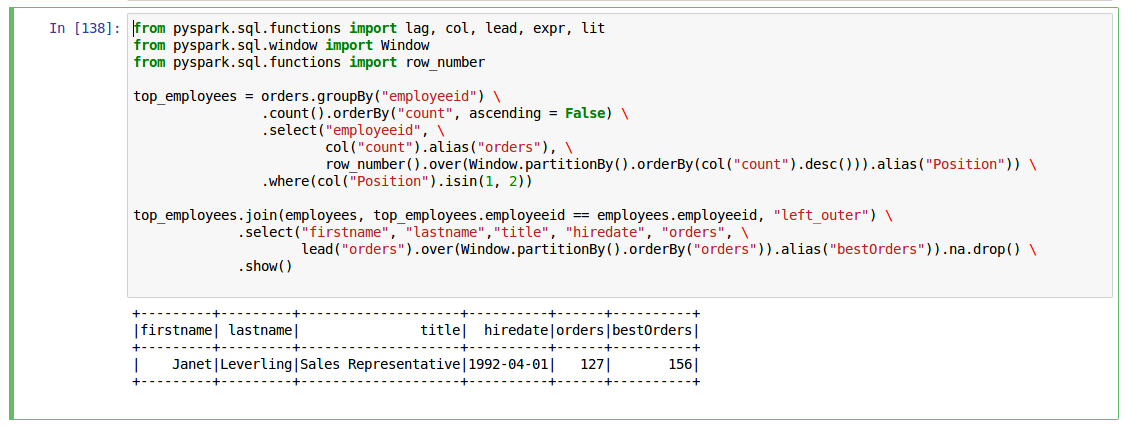 In [138]: from pyspark.sql.functions import lag, col, lead, expr, lit
from pyspark.sql.window import Window
from pyspark.sql.functions import row_number
top_employees = orders.groupBy("employeeid") \
.count().orderBy("count", ascending = False) \
.select("employeeid", \
col("count").alias("orders"), \
row_number().over(Window.partitionBy().orderBy(col("count").desc())).alias("Position")) \
.where(col("Position").isin(1, 2))
top_employees.join(employees, top_employees.employeeid == employees.employeeid, "left_outer") \
.select("firstname", "lastname","title", "hiredate", "orders", \
lead("orders").over(Window.partitionBy().orderBy("orders")).alias("bestOrders")).na.drop() \
.show()
+---------+---------+--------------------+----------+------+----------+
|firstname| lastname|               title|  hiredate|orders|bestOrders|
+---------+---------+--------------------+----------+------+----------+
|    Janet|Leverling|Sales Representative|1992-04-01|   127|       156|
+---------+---------+--------------------+----------+------+----------+